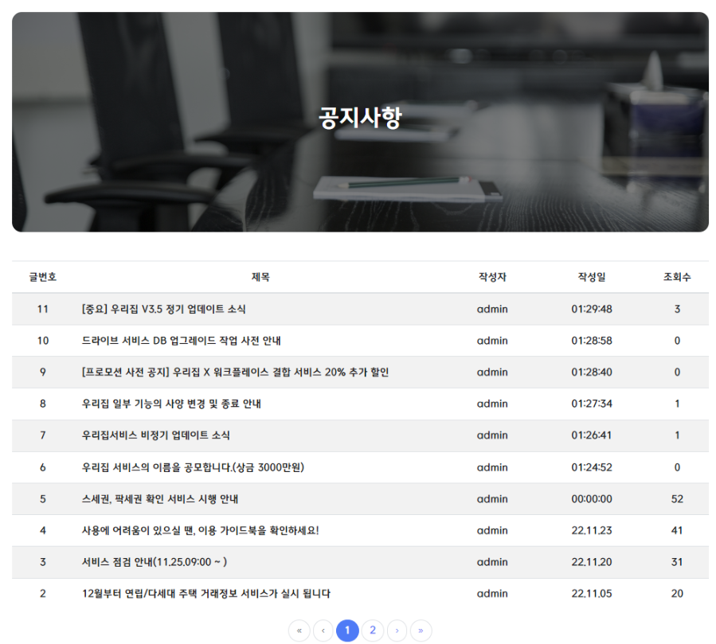 공지사항
글번호 제목 작성자 작성일 조회수
11 [중요] 우리집 V3.5 정기 업데이트 소식 admin 01:29:48 3
10 드라이브 서비스 DB 업그레이드 작업 사전 안내 admin 01:28:58 0
9 [프로모션 사전 공지] 우리집 X 워크플레이스 결합 서비스 20% 추가 할인 admin 01:28:40 0
8 우리집 일부 기능의 사양 변경 및 종료 안내 admin 01:27:34 1
7 우리집서비스 비정기 업데이트 소식 admin 01:26:41 1
6 우리집 서비스의 이름을 공모합니다.(상금 3000만원) admin 01:24:52 0
5 스세권, 팍세권 확인 서비스 시행 안내 admin 00:00:00 52
4 사용에 어려움이 있으실 땐, 이용 가이드북을 확인하세요! admin 22.11.23 41
3 서비스 점검 안내(11.25.09:00 ~ ) admin 22.11.20 31
2 12월부터 연립/다세대 주택 거래정보 서비스가 실시 됩니다 admin 22.11.05 20
« ‹ 1 2 › »